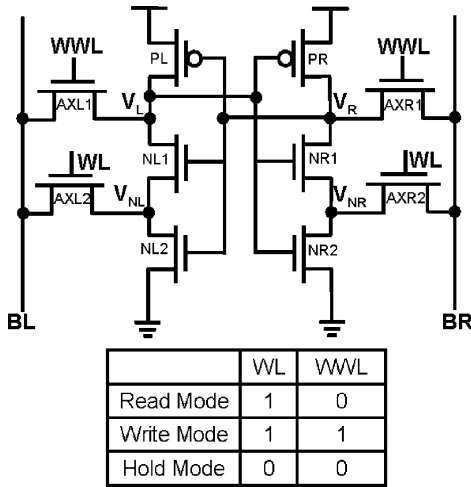 PL
PR
WWL
WWL
AXL1
V_L
V_R
AXR1
NL1
NR1
WL
WL
AXL2
V_NL
V_NR
AXR2
NL2
NR2
BL
BR
WL WWL
Read Mode 1 0
Write Mode 1 1
Hold Mode 0 0